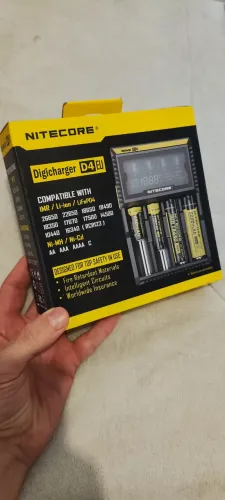 NITECORE®
Digicharger D4 EU
COMPATIBLE WITH
IMR / Li-ion / LiFePO4
26650 22650 18650 18490
18350 17670 17500 14500
10440 16340 (RCR123)
Ni-MH / Ni-Cd
AA AAA AAAA C
DESIGNED FOR TOP SAFETY IN USE
• Fire Retardant Materials
• Intelligent Circuits
• Worldwide Insurance